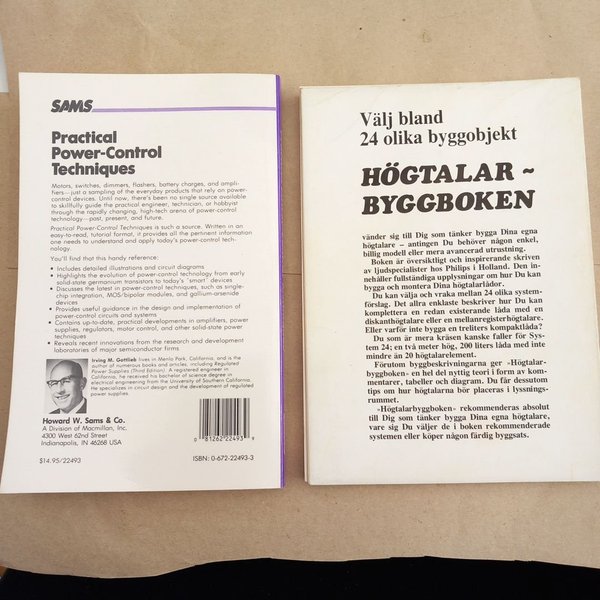 SAMS
Practical
Power-Control
Techniques
Motors, switches, dimmers, flashers, battery charges, and ampli-
fiers—just a sampling of the everyday products that rely on power-
control devices. Until now, there's been no single source available
to skillfully guide the practical engineer, technician, or hobbyist
through the rapidly changing, high-tech arena of power-control
technology—past, present, and future.
Practical Power-Control Techniques is such a source. Written in an
easy-to-read, tutorial format, it provides all the pertinent information
one needs to understand and apply today's power-control tech-
nology.
You'll find that this handy reference:
• Includes detailed illustrations and circuit diagrams
• Highlights the evolution of power-control technology from early
solid-state germanium transistors to today's "smart" devices
• Discusses the latest in power-control techniques, such as single-
chip integration, MOS/bipolar modules, and gallium-arsenide
devices
• Provides useful guidance in the design and implementation of
power-control circuits and systems
• Contains up-to-date, practical developments in amplifiers, power
supplies, regulators, motor control, and other solid-state power
techniques
• Reveals recent innovations from the research and development
laboratories of major semiconductor firms
Irving M. Gottlieb lives in Menlo Park, California, and is the
author of numerous books and articles, including Regulated
Power Supplies (Third Edition). A registered engineer in
California, he received his bachelor of science degree in
electrical engineering from the University of Southern California.
He specializes in circuit design and the development of regulated
power supplies.
Howard W. Sams & Co.
A Division of Macmillan, Inc.
4300 West 62nd Street
Indianapolis, IN 46268 USA
$14.95/22493
0 81262 22493 9
ISBN: 0-672-22493-3
Välj bland
24 olika byggobjekt
HÖGTALAR ~
BYGGBOKEN
vänder sig till Dig som tänker bygga Dina egna
högtalare – antingen Du behöver någon enkel,
billig modell eller mera avancerad utrustning.
Boken är översiktligt och inspirerande skriven
av ljudspecialister hos Philips i Holland. Den in-
nehåller fullständiga upplysningar om hur Du kan
bygga och montera Dina högtalarlådor.
Du kan välja och vraka mellan 24 olika system-
förslag. Det allra enklaste beskriver hur Du kan
komplettera en redan existerande låda med en
diskanthögtalare eller en mellanregisterhögtalare.
Eller varför inte bygga en treliters kompaktlåda?
Du som är mera kräsen kanske faller för Sys-
tem 24; en två meter hög, 200 liters låda med inte
mindre än 20 högtalarelement.
Förutom byggbeskrivningarna ger »Högtalar-
byggboken» en hel del nyttig teori i form av kom-
mentarer, tabeller och diagram. Du får dessutom
tips om hur högtalarna bör placeras i lyssnings-
rummet.
»Högtalarbyggboken» rekommenderas absolut
till Dig som tänker bygga Dina egna högtalare,
vare sig Du väljer de i boken rekommenderade
systemen eller köper någon färdig byggsats.